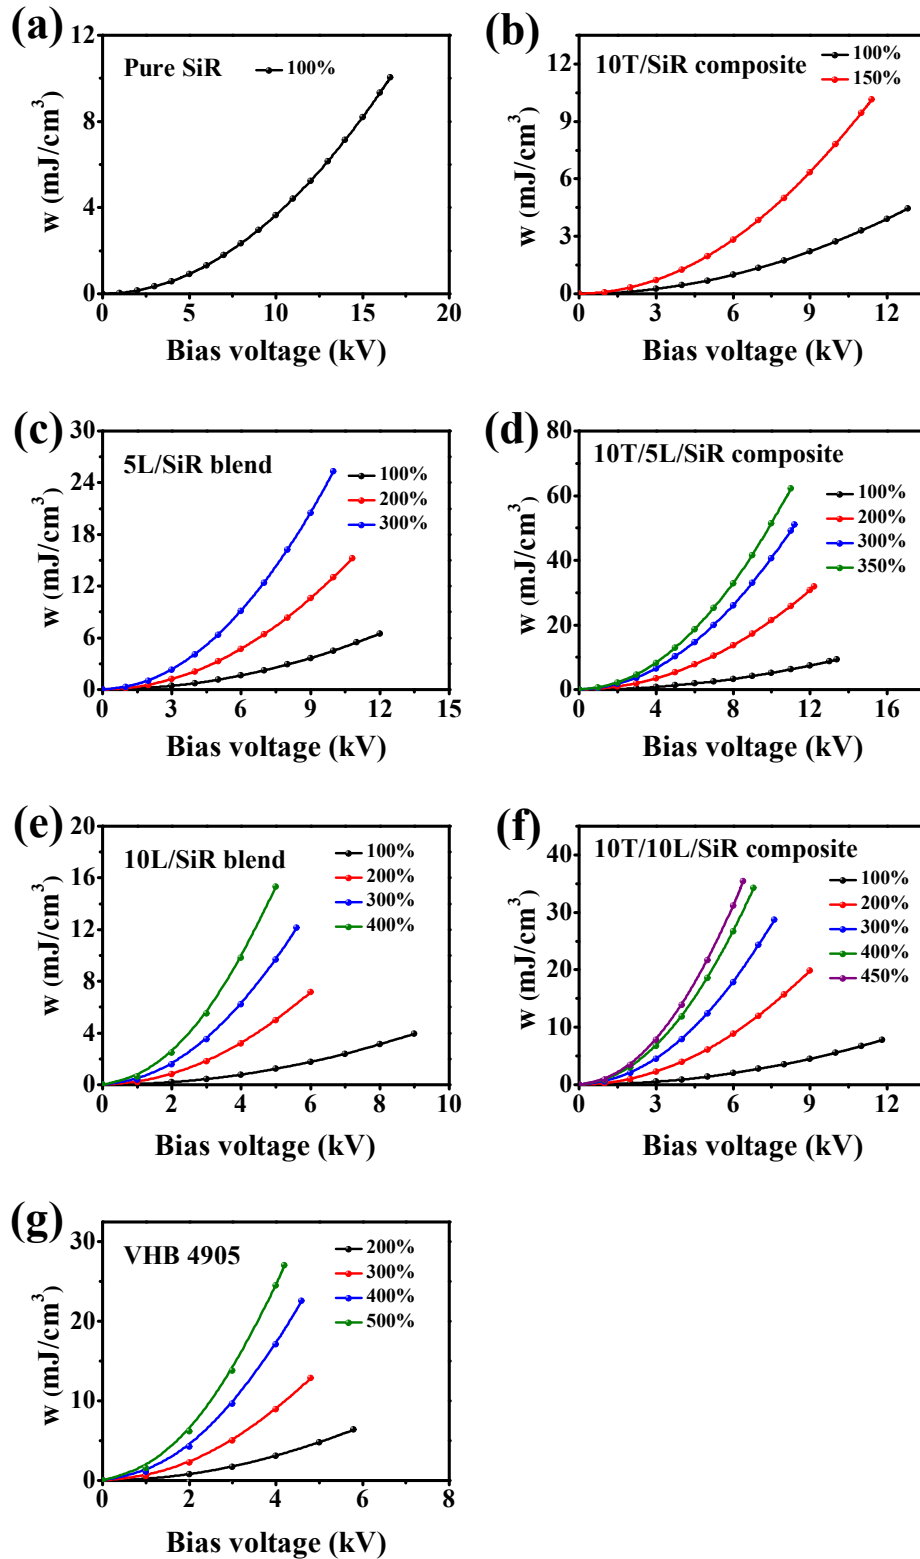 (a)
Pure SiR
100%
12
8
4
0
w (mJ/cm³)
0 5 10 15 20
Bias voltage (kV)
(b)
10T/SiR composite
100%
150%
12
9
6
3
0
w (mJ/cm³)
0 3 6 9 12
Bias voltage (kV)
(c)
5L/SiR blend
100%
200%
300%
30
24
18
12
6
0
w (mJ/cm³)
0 3 6 9 12 15
Bias voltage (kV)
(d)
10T/5L/SiR composite
100%
200%
300%
350%
80
60
40
20
0
w (mJ/cm³)
0 4 8 12 16
Bias voltage (kV)
(e)
10L/SiR blend
100%
200%
300%
400%
20
16
12
8
4
0
w (mJ/cm³)
0 2 4 6 8 10
Bias voltage (kV)
(f)
10T/10L/SiR composite
100%
200%
300%
400%
450%
40
30
20
10
0
w (mJ/cm³)
0 3 6 9 12
Bias voltage (kV)
(g)
VHB 4905
200%
300%
400%
500%
30
20
10
0
w (mJ/cm³)
0 2 4 6 8
Bias voltage (kV)